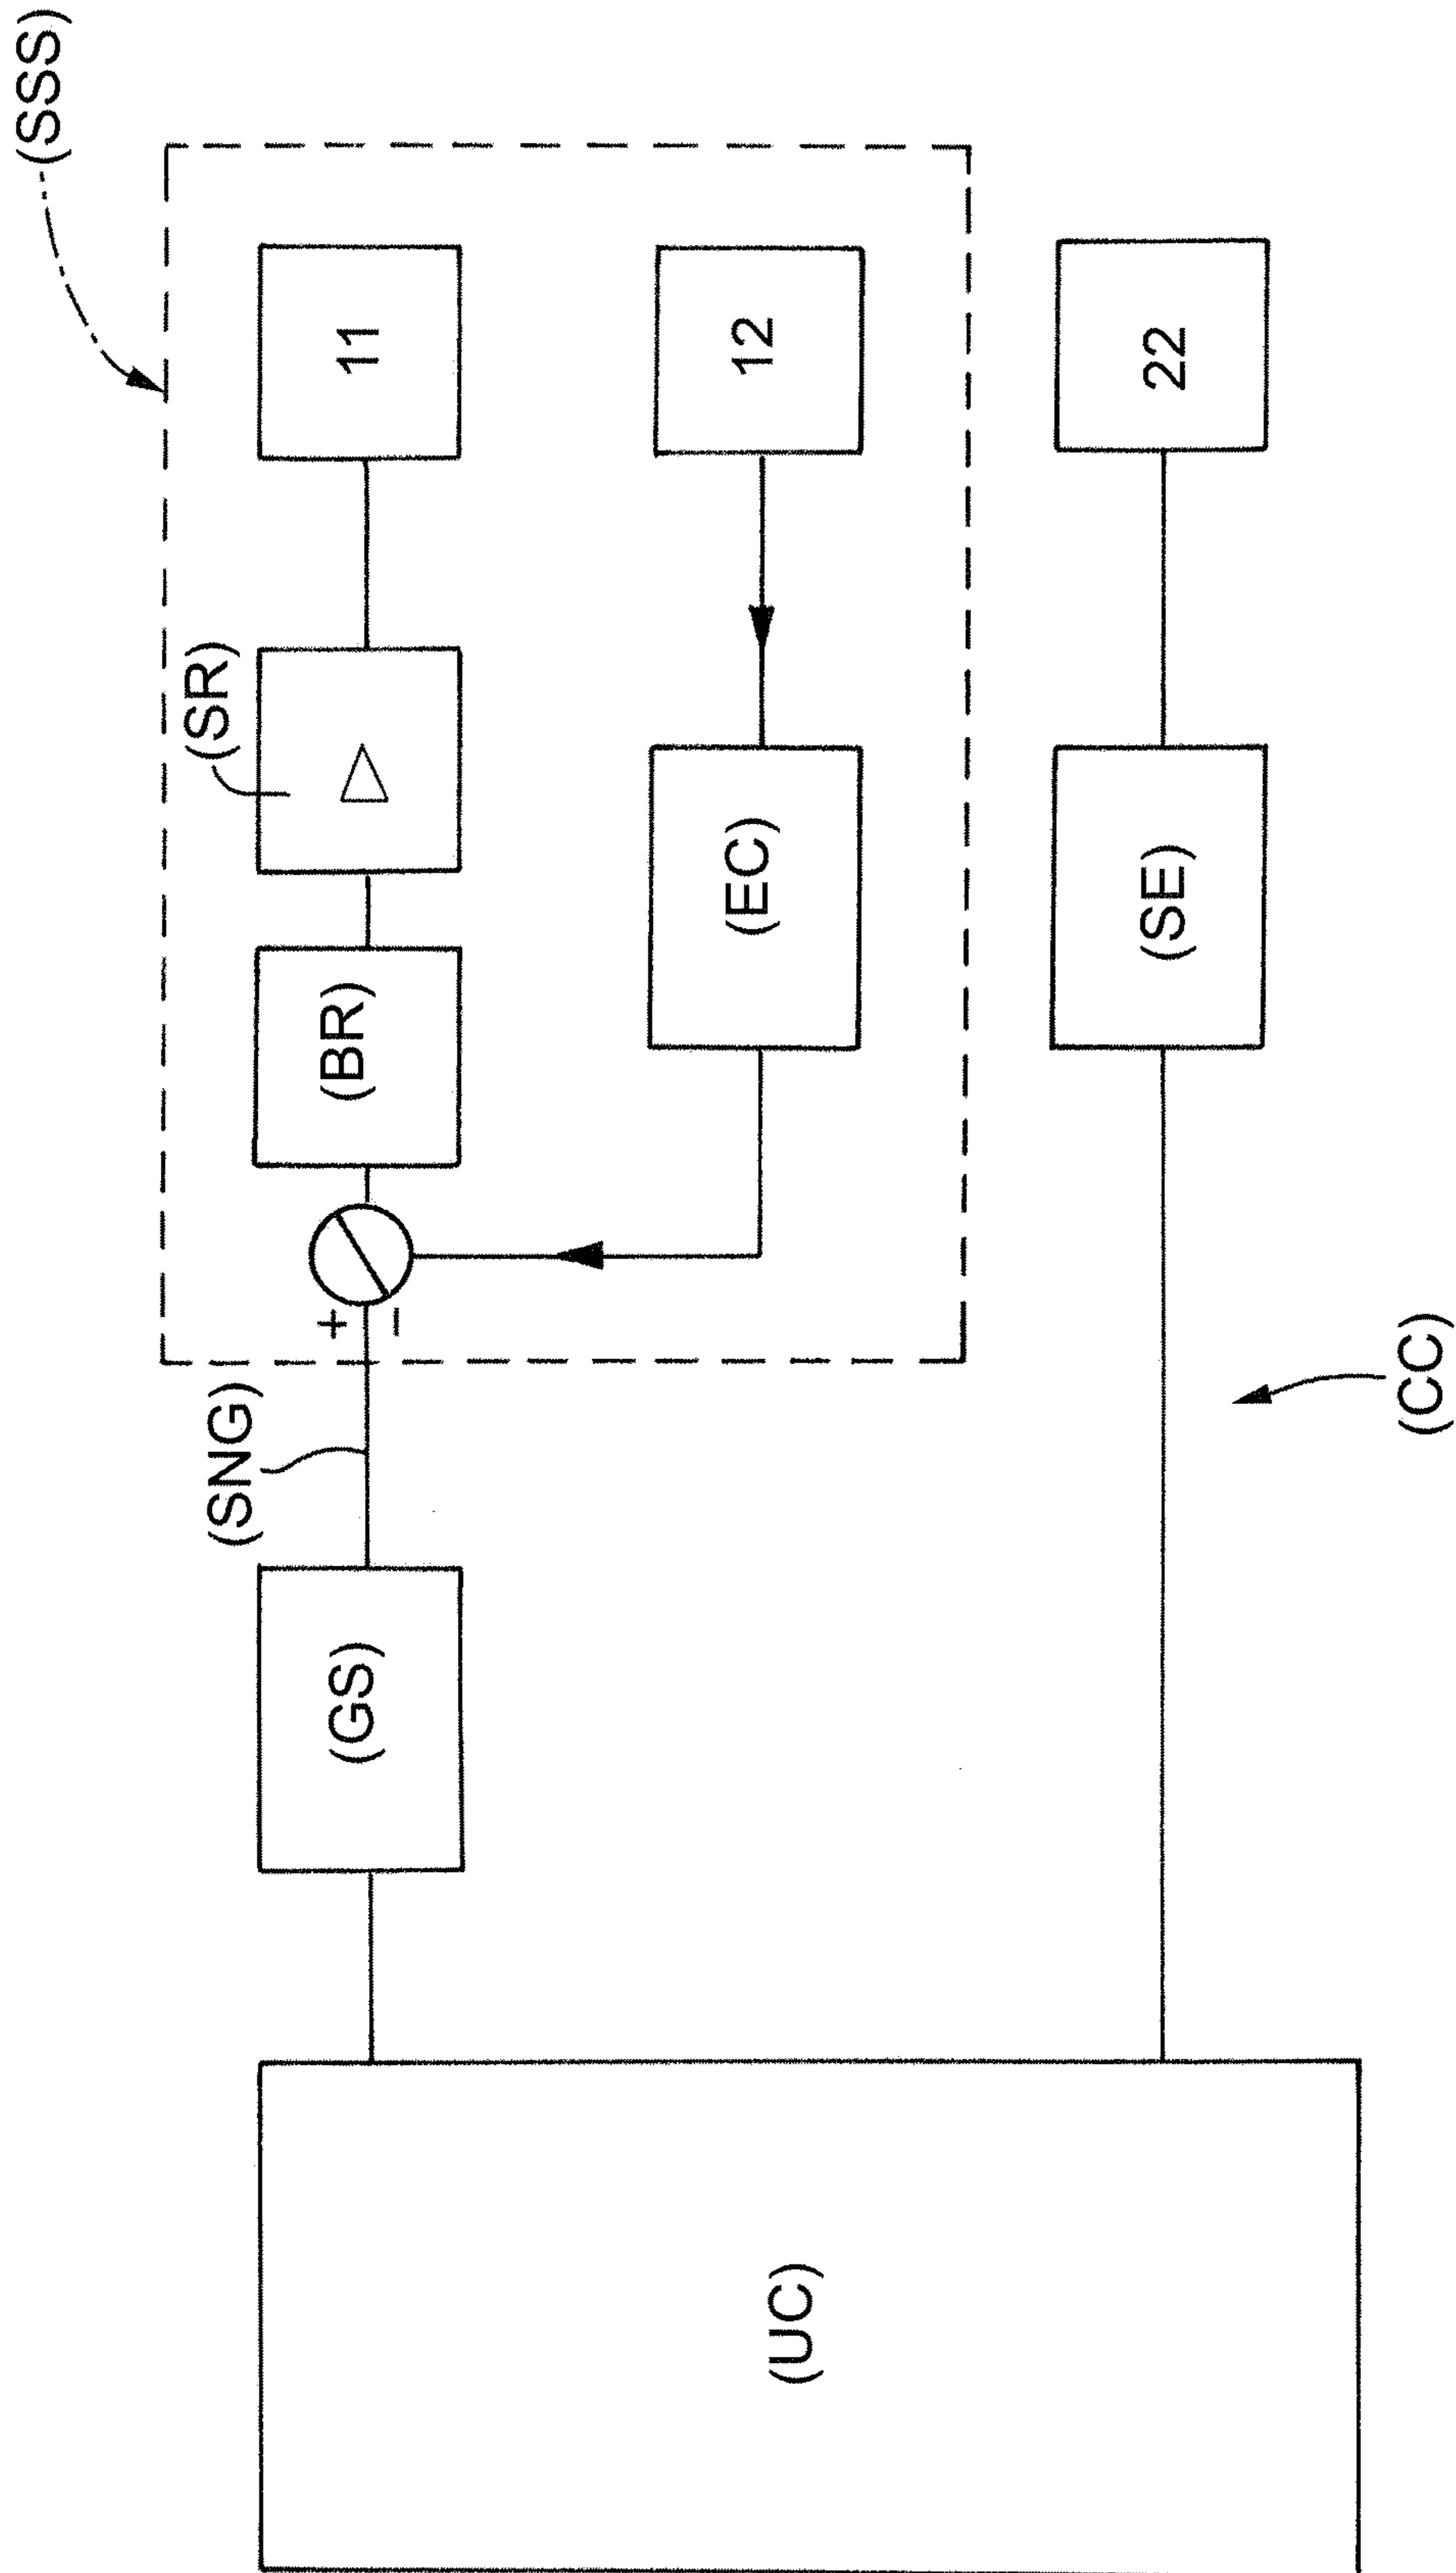 (SSS)
11
12
22
(SR)
(BR)
(EC)
(SE)
+
−
(SNG)
(CC)
(GS)
(UC)